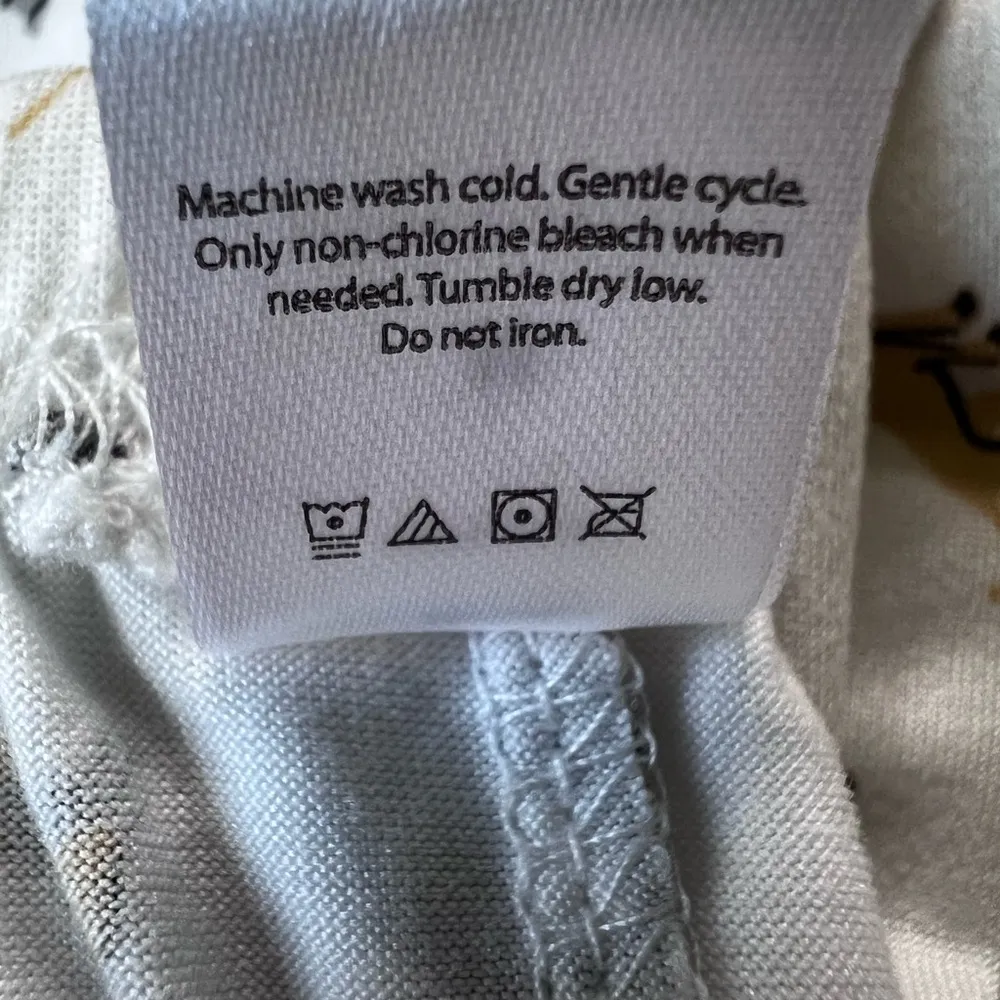 Machine wash cold. Gentle cycle.
Only non-chlorine bleach when
needed. Tumble dry low.
Do not iron.